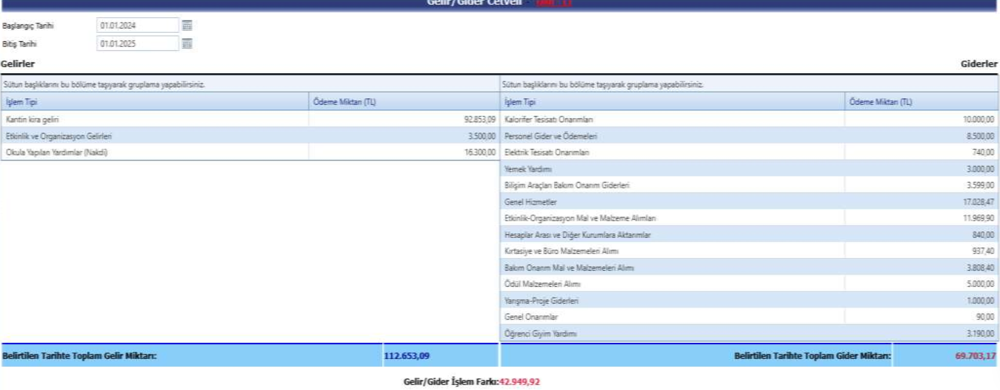 Gelir/Gider Cetveli -
Başlangıç Tarihi 01.01.2024
Bitiş Tarihi 01.01.2025
Gelirler Giderler
Sütun başlıklarını bu bölüme taşıyarak gruplama yapabilirsiniz. Sütun başlıklarını bu bölüme taşıyarak gruplama yapabilirsiniz.
İşlem Tipi Ödeme Miktarı (TL) İşlem Tipi Ödeme Miktarı (TL)
Kantin kira geliri 92.853,09 Kalorifer Tesisatı Onarımları 10.000,00
Etkinlik ve Organizasyon Gelirleri 3.500,00 Personel Gider ve Ödemeleri 8.500,00
Okula Yapılan Yardımlar (Nakdi) 16.300,00 Elektrik Tesisatı Onarımları 740,00
Yemek Yardımı 3.000,00
Bilişim Araçları Bakım Onarım Giderleri 3.599,00
Genel Hizmetler 17.028,47
Etkinlik-Organizasyon Mal ve Malzeme Alımları 11.969,90
Hesaplar Arası ve Diğer Kurumlara Aktarımlar 840,00
Kırtasiye ve Büro Malzemeleri Alımı 937,40
Bakım Onarım Mal ve Malzemeleri Alımı 3.808,40
Ödül Malzemeleri Alımı 5.000,00
Yarışma-Proje Giderleri 1.000,00
Genel Onarımlar 90,00
Öğrenci Giyim Yardımı 3.190,00
Belirtilen Tarihte Toplam Gelir Miktarı: 112.653,09 Belirtilen Tarihte Toplam Gider Miktarı: 69.703,17
Gelir/Gider İşlem Farkı:42.949,92